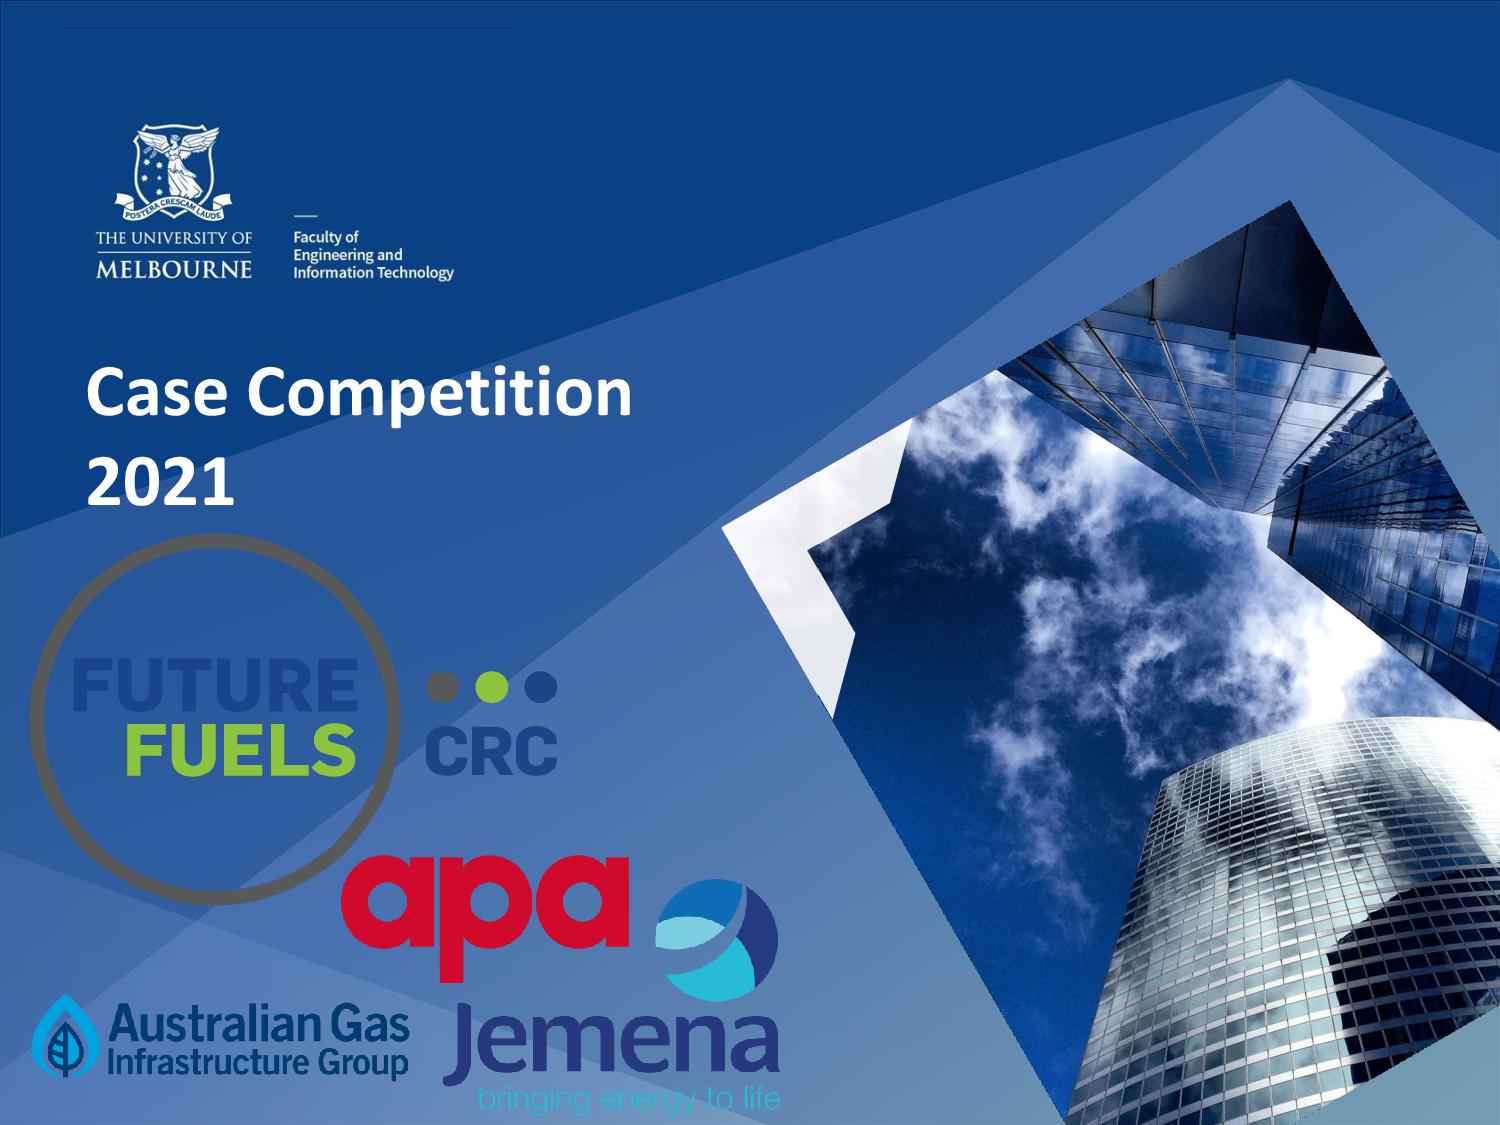 POSTERA CRESCAM LAUDE
THE UNIVERSITY OF
MELBOURNE
Faculty of
Engineering and
Information Technology
Case Competition
2021
FUTURE
FUELS
CRC
apa
Australian Gas
Infrastructure Group
Jemena
bringing energy to life